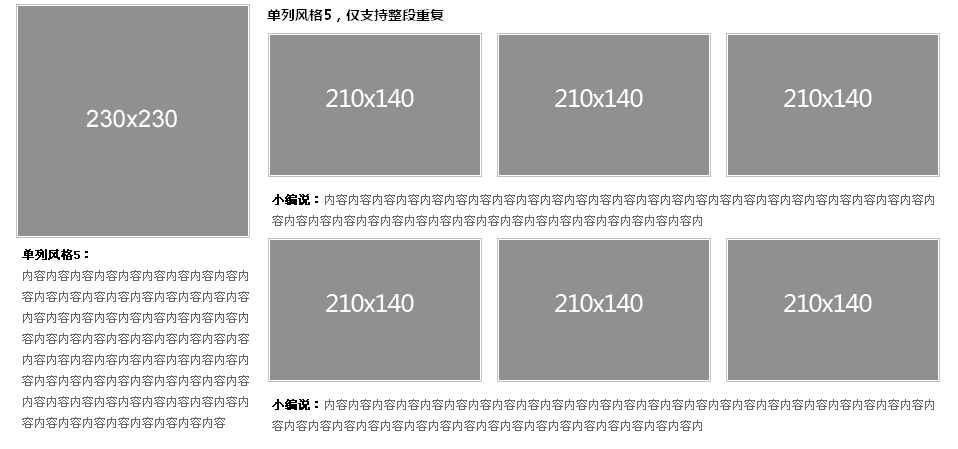 单列风格5，仅支持整段重复
230x230
210x140
210x140
210x140
小编说：内容内容内容内容内容内容内容内容内容内容内容内容内容内容内容内容内容内容内容内容内容内容内容内容内容内
容内容内容内容内容内容内容内容内容内容内容内容内容内容内容内容内容内容内
单列风格5：
内容内容内容内容内容内容内容内容内容内
容内容内容内容内容内容内容内容内容内容
内容内容内容内容内容内容内容内容内容内
容内容内容内容内容内容内容内容内容内容
内容内容内容内容内容内容内容内容内容内
容内容内容内容内容内容内容内容内容内容
内容内容内容内容内容内容内容内容内容内
容内容内容内容内容内容内容内容内容
210x140
210x140
210x140
小编说：内容内容内容内容内容内容内容内容内容内容内容内容内容内容内容内容内容内容内容内容内容内容内容内容内容内
容内容内容内容内容内容内容内容内容内容内容内容内容内容内容内容内容内容内